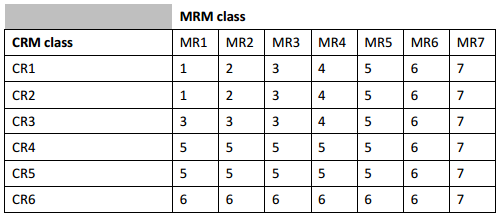 MRM class
CRM class MR1 MR2 MR3 MR4 MR5 MR6 MR7
CR1 1 2 3 4 5 6 7
CR2 1 2 3 4 5 6 7
CR3 3 3 3 4 5 6 7
CR4 5 5 5 5 5 6 7
CR5 5 5 5 5 5 6 7
CR6 6 6 6 6 6 6 7